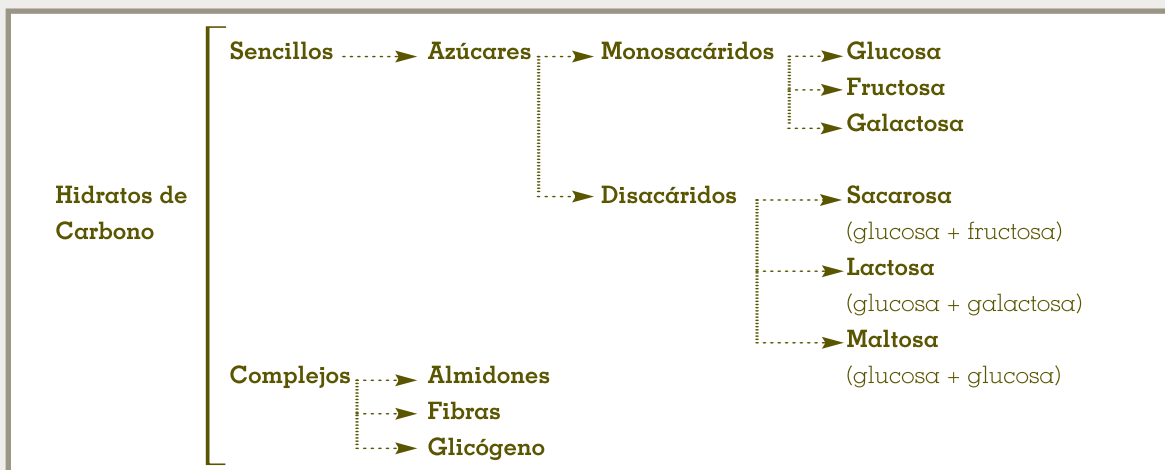 Sencillos Azúcares Monosacáridos Glucosa
Fructosa
Galactosa
Hidratos de Disacáridos Sacarosa
Carbono (glucosa + fructosa)
Lactosa
(glucosa + galactosa)
Maltosa
Complejos Almidones (glucosa + glucosa)
Fibras
Glicógeno